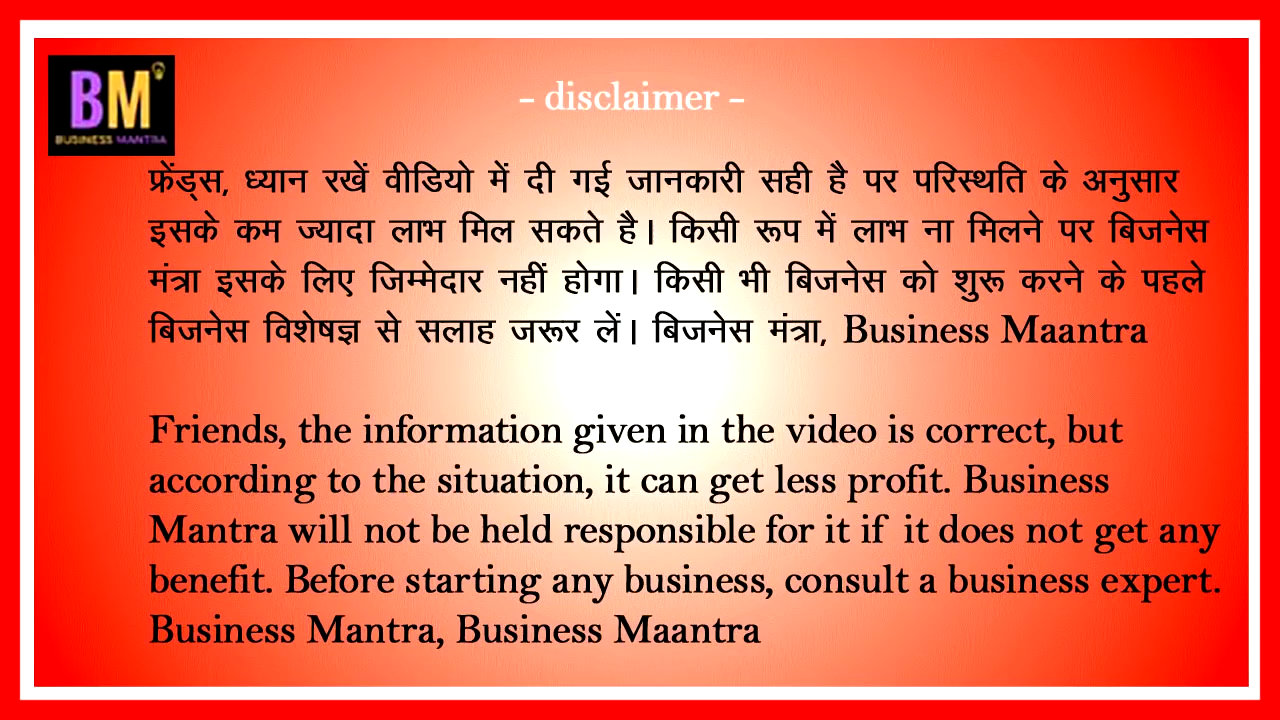 BM
BUSINESS MANTRA
- disclaimer -
फ्रेंड्स, ध्यान रखें वीडियो में दी गई जानकारी सही है पर परिस्थति के अनुसार
इसके कम ज्यादा लाभ मिल सकते है। किसी रूप में लाभ ना मिलने पर बिजनेस
मंत्रा इसके लिए जिम्मेदार नहीं होगा। किसी भी बिजनेस को शुरू करने के पहले
बिजनेस विशेषज्ञ से सलाह जरूर लें। बिजनेस मंत्रा, Business Maantra
Friends, the information given in the video is correct, but
according to the situation, it can get less profit. Business
Mantra will not be held responsible for it if it does not get any
benefit. Before starting any business, consult a business expert.
Business Mantra, Business Maantra